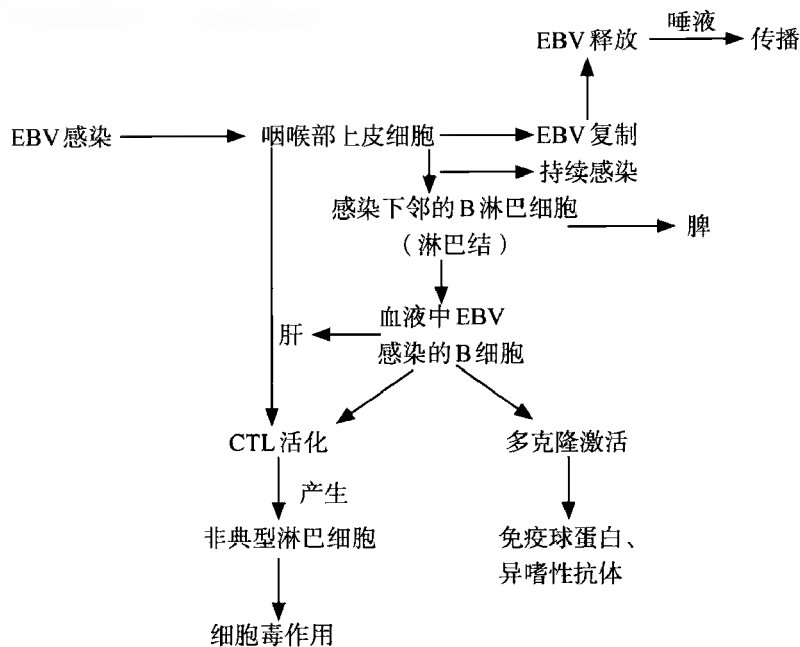 唾液
EBV释放
传播
EBV感染
咽喉部上皮细胞
EBV复制
持续感染
感染下邻的B淋巴细胞
（淋巴结）
脾
血液中EBV
肝
感染的B细胞
CTL活化
多克隆激活
产生
非典型淋巴细胞
免疫球蛋白、
异嗜性抗体
细胞毒作用